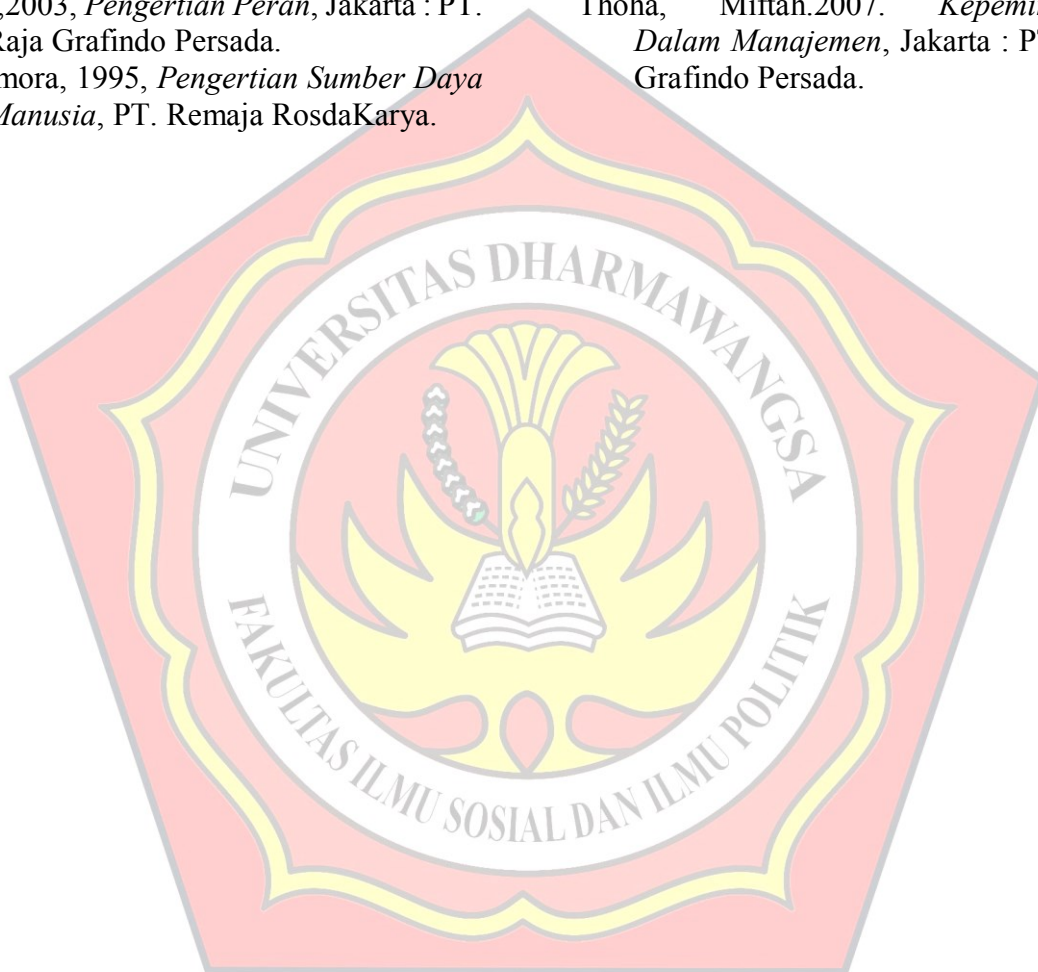 ,2003, Pengertian Peran, Jakarta : PT.
Raja Grafindo Persada.
mora, 1995, Pengertian Sumber Daya
Manusia, PT. Remaja RosdaKarya.
Thoha, Miftah.2007.
Dalam Manajemen, Jakarta :
Grafindo Persada.
UNIVERSITAS DHARMAWANGSA
FAKULTAS ILMU SOSIAL DAN ILMU POLITIK